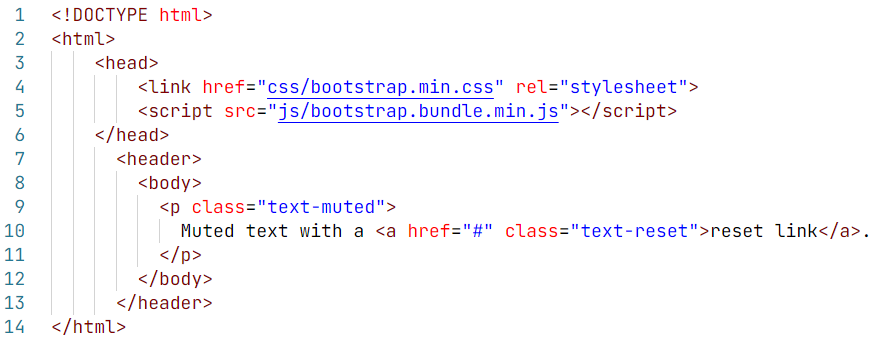 1 <!DOCTYPE html>
2 <html>
3 <head>
4 <link href="css/bootstrap.min.css" rel="stylesheet">
5 <script src="js/bootstrap.bundle.min.js"></script>
6 </head>
7 <header>
8 <body>
9 <p class="text-muted">
10 Muted text with a <a href="#" class="text-reset">reset link</a>.
11 </p>
12 </body>
13 </header>
14 </html>